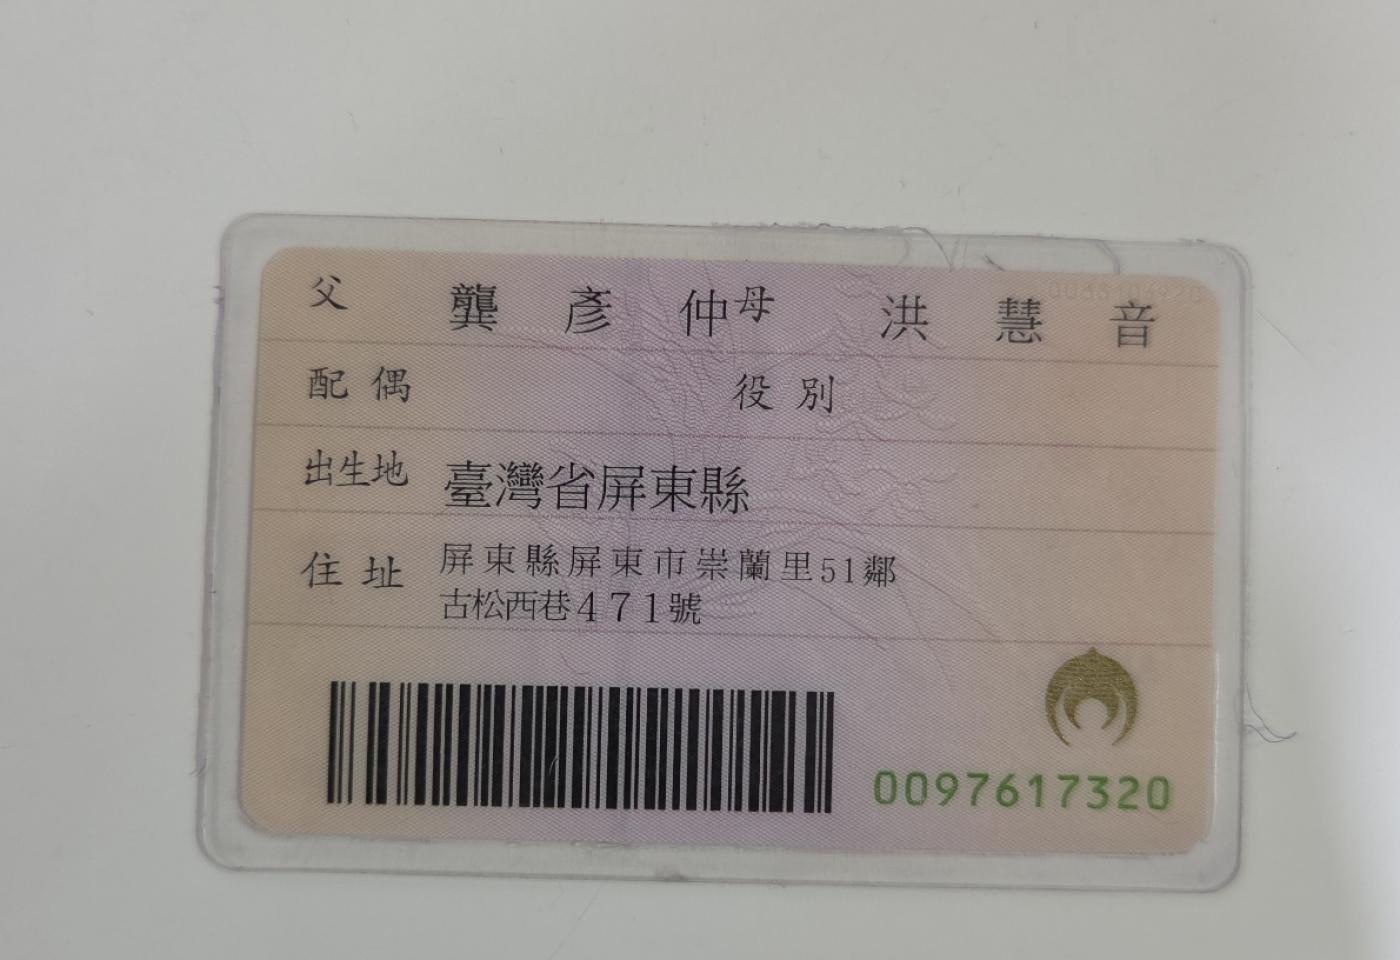 父 龔彥仲 母 洪慧音
配偶 役別
出生地 臺灣省屏東縣
住址 屏東縣屏東市崇蘭里51鄰
古松西巷471號
0097617320